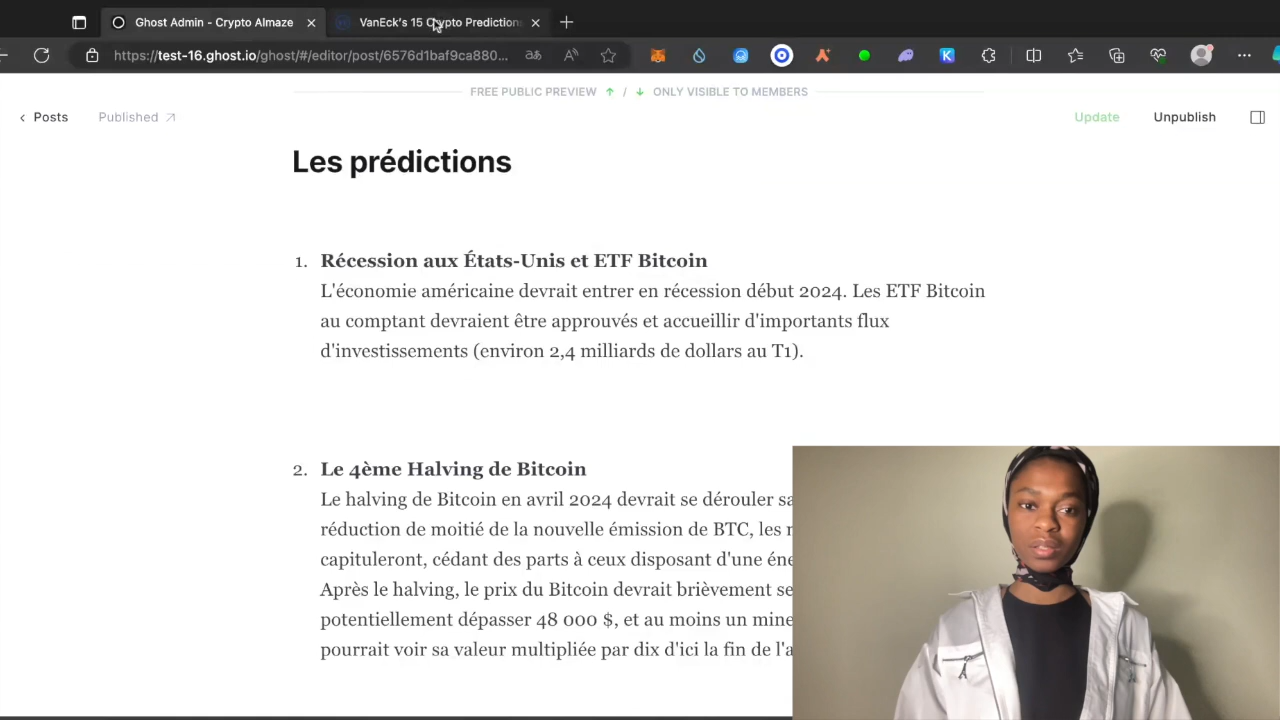 Ghost Admin - Crypto Almaze
VanEck's 15 Crypto Predictions
https://test-16.ghost.io/ghost/#/editor/post/6576d1baf9ca880...
FREE PUBLIC PREVIEW ↑ / ↓ ONLY VISIBLE TO MEMBERS
Posts
Published
Update
Unpublish
Les prédictions
1. Récession aux États-Unis et ETF Bitcoin
L'économie américaine devrait entrer en récession début 2024. Les ETF Bitcoin
au comptant devraient être approuvés et accueillir d'importants flux
d'investissements (environ 2,4 milliards de dollars au T1).
2. Le 4ème Halving de Bitcoin
Le halving de Bitcoin en avril 2024 devrait se dérouler sa
réduction de moitié de la nouvelle émission de BTC, les
capituleront, cédant des parts à ceux disposant d'une éne
Après le halving, le prix du Bitcoin devrait brièvement se
potentiellement dépasser 48 000 $, et au moins un mine
pourrait voir sa valeur multipliée par dix d'ici la fin de l'a